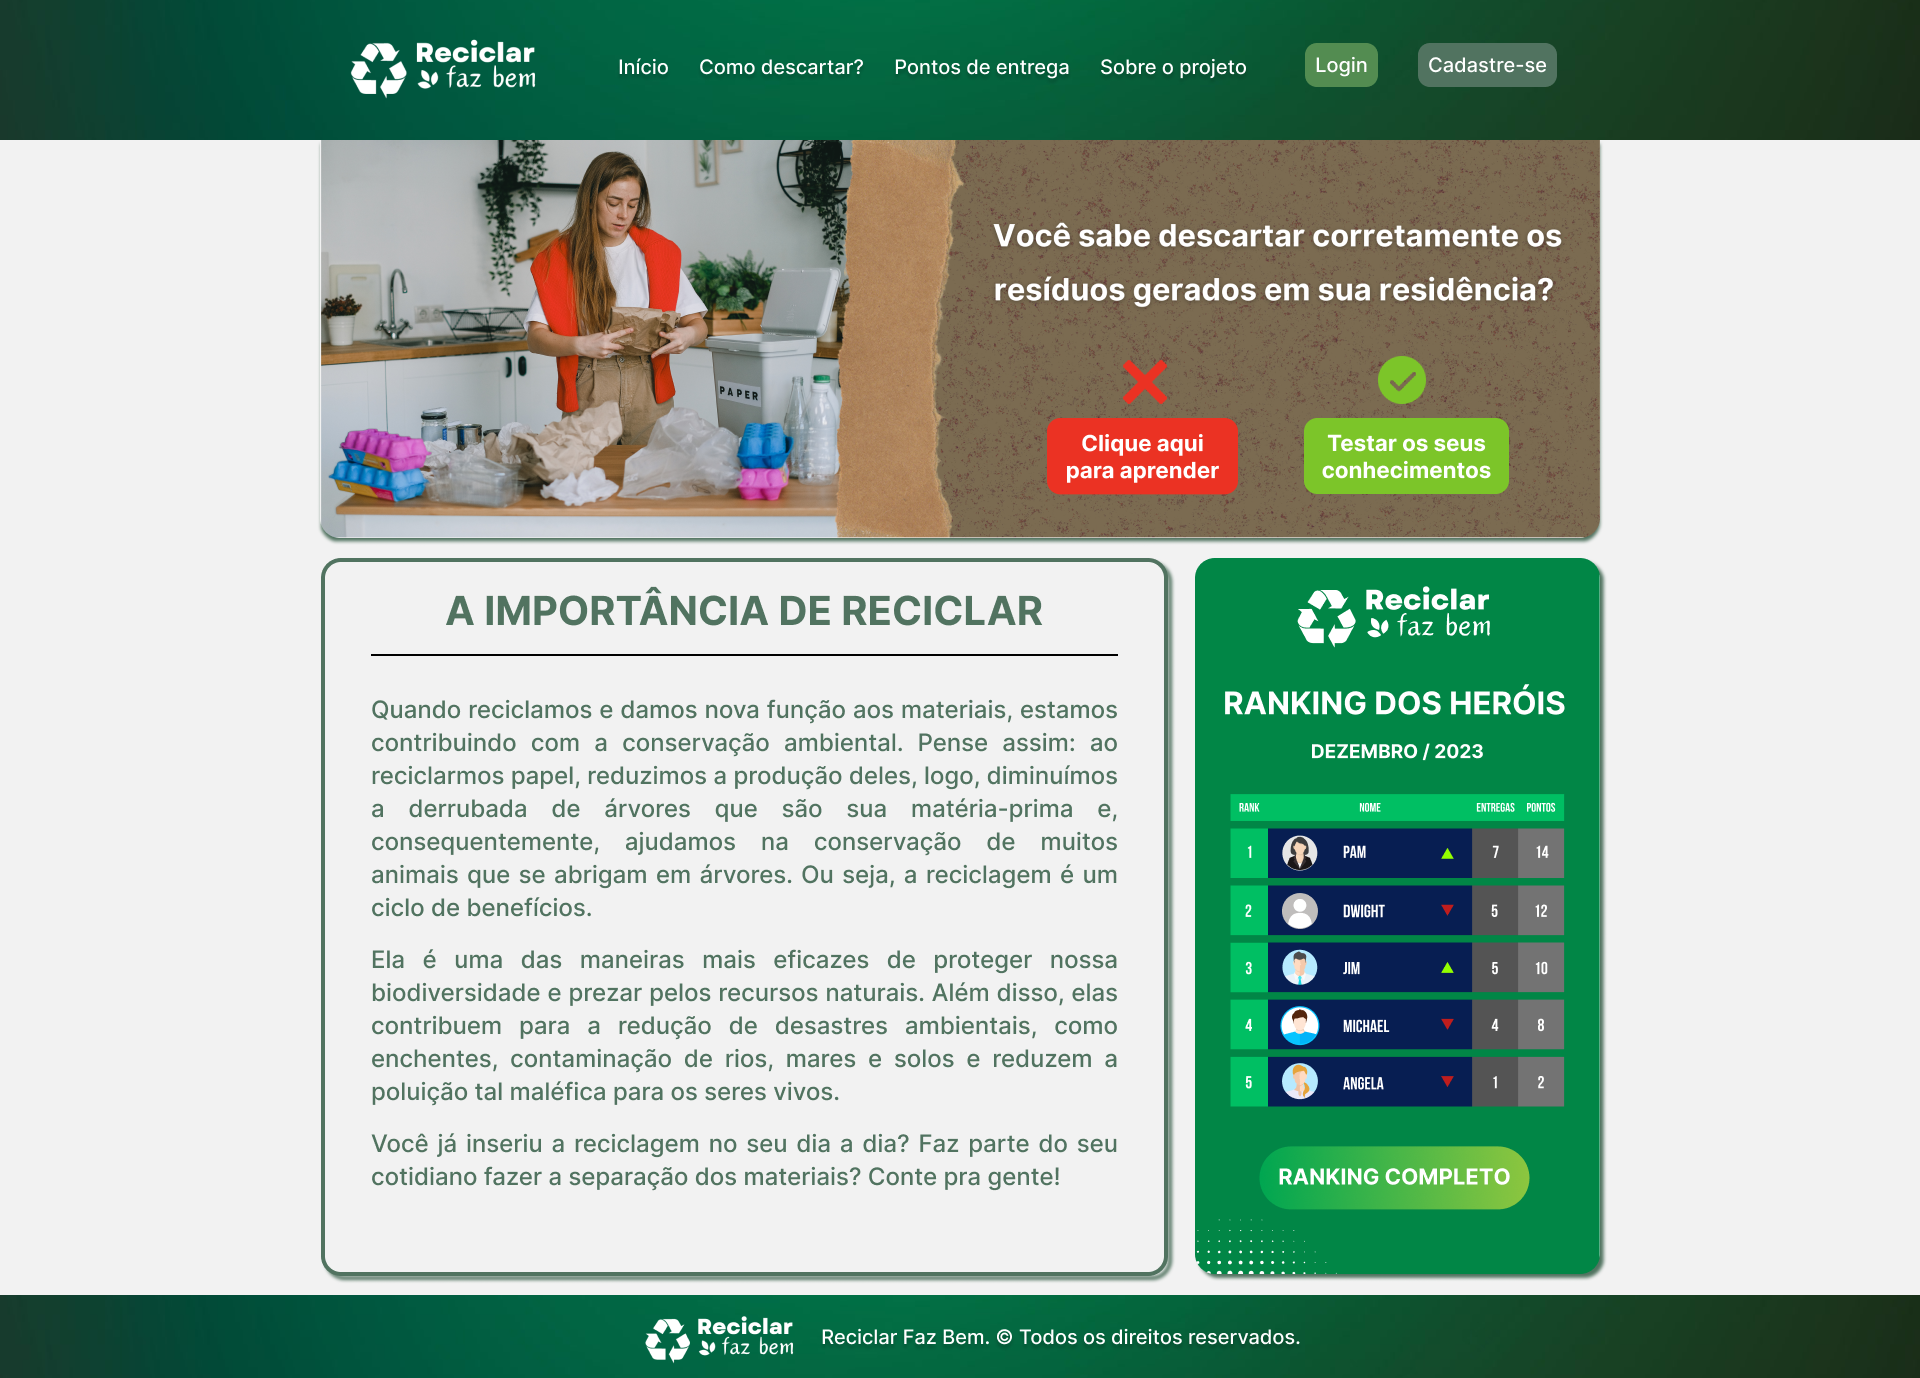 Reciclar
faz bem
Início Como descartar? Pontos de entrega Sobre o projeto Login Cadastre-se
PAPER
Você sabe descartar corretamente os
resíduos gerados em sua residência?
Clique aqui
para aprender
Testar os seus
conhecimentos
A IMPORTÂNCIA DE RECICLAR
Quando reciclamos e damos nova função aos materiais, estamos
contribuindo com a conservação ambiental. Pense assim: ao
reciclarmos papel, reduzimos a produção deles, logo, diminuímos
a derrubada de árvores que são sua matéria-prima e,
consequentemente, ajudamos na conservação de muitos
animais que se abrigam em árvores. Ou seja, a reciclagem é um
ciclo de benefícios.
Ela é uma das maneiras mais eficazes de proteger nossa
biodiversidade e prezar pelos recursos naturais. Além disso, elas
contribuem para a redução de desastres ambientais, como
enchentes, contaminação de rios, mares e solos e reduzem a
poluição tal maléfica para os seres vivos.
Você já inseriu a reciclagem no seu dia a dia? Faz parte do seu
cotidiano fazer a separação dos materiais? Conte pra gente!
Reciclar
faz bem
RANKING DOS HERÓIS
DEZEMBRO / 2023
RANK NOME ENTREGAS PONTOS
1 PAM 7 14
2 DWIGHT 5 12
3 JIM 5 10
4 MICHAEL 4 8
5 ANGELA 1 2
RANKING COMPLETO
Reciclar
faz bem
Reciclar Faz Bem. © Todos os direitos reservados.